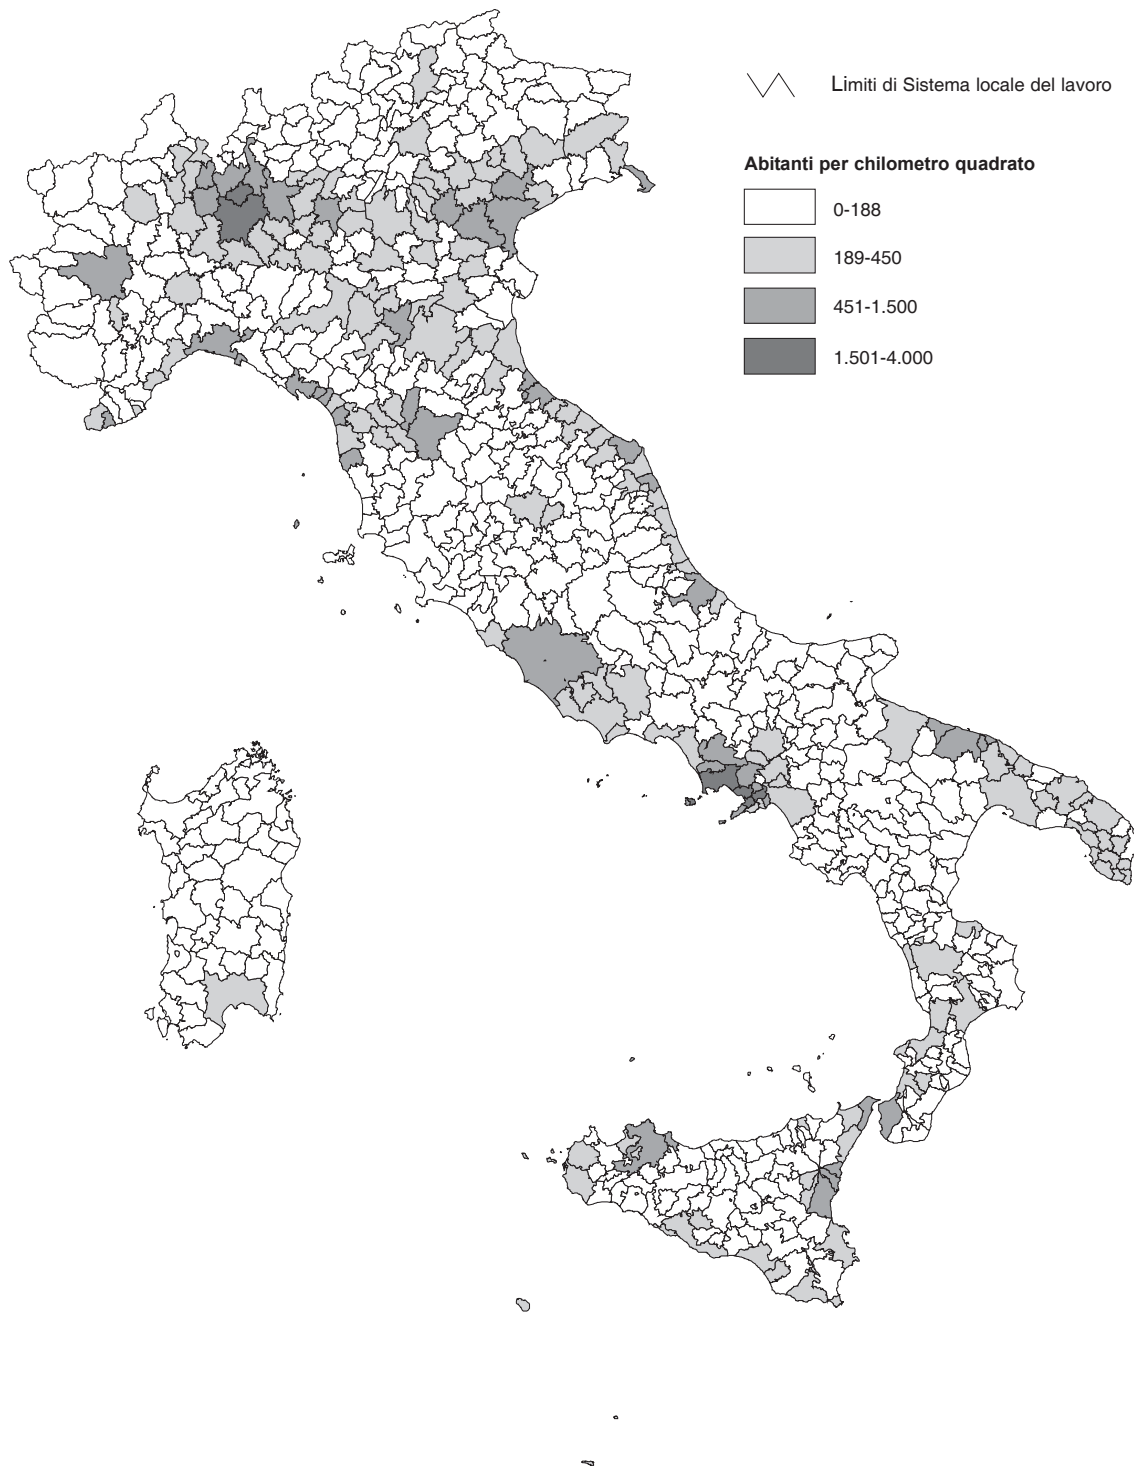 Limiti di Sistema locale del lavoro
Abitanti per chilometro quadrato
0-188
189-450
451-1.500
1.501-4.000